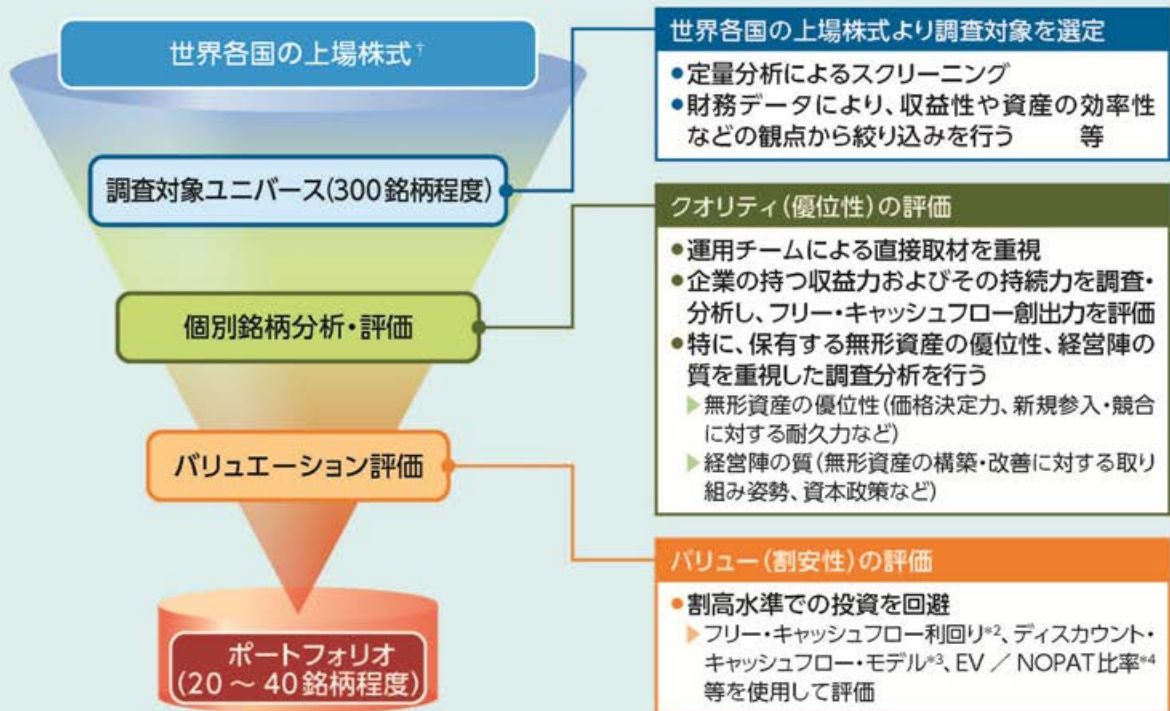 世界各国の上場株式†
調査対象ユニバース(300銘柄程度)
個別銘柄分析・評価
バリュエーション評価
ポートフォリオ
(20 ～ 40銘柄程度)
世界各国の上場株式より調査対象を選定
●定量分析によるスクリーニング
●財務データにより、収益性や資産の効率性
などの観点から絞り込みを行う 等
クオリティ(優位性)の評価
●運用チームによる直接取材を重視
●企業の持つ収益力およびその持続力を調査・
分析し、フリー・キャッシュフロー創出力を評価
●特に、保有する無形資産の優位性、経営陣の
質を重視した調査分析を行う
▶無形資産の優位性(価格決定力、新規参入・競合
に対する耐久力など)
▶経営陣の質(無形資産の構築・改善に対する取り
組み姿勢、資本政策など)
バリュー(割安性)の評価
●割高水準での投資を回避
▶フリー・キャッシュフロー利回り*2、ディスカウント・
キャッシュフロー・モデル*3、EV ／ NOPAT比率*4
等を使用して評価